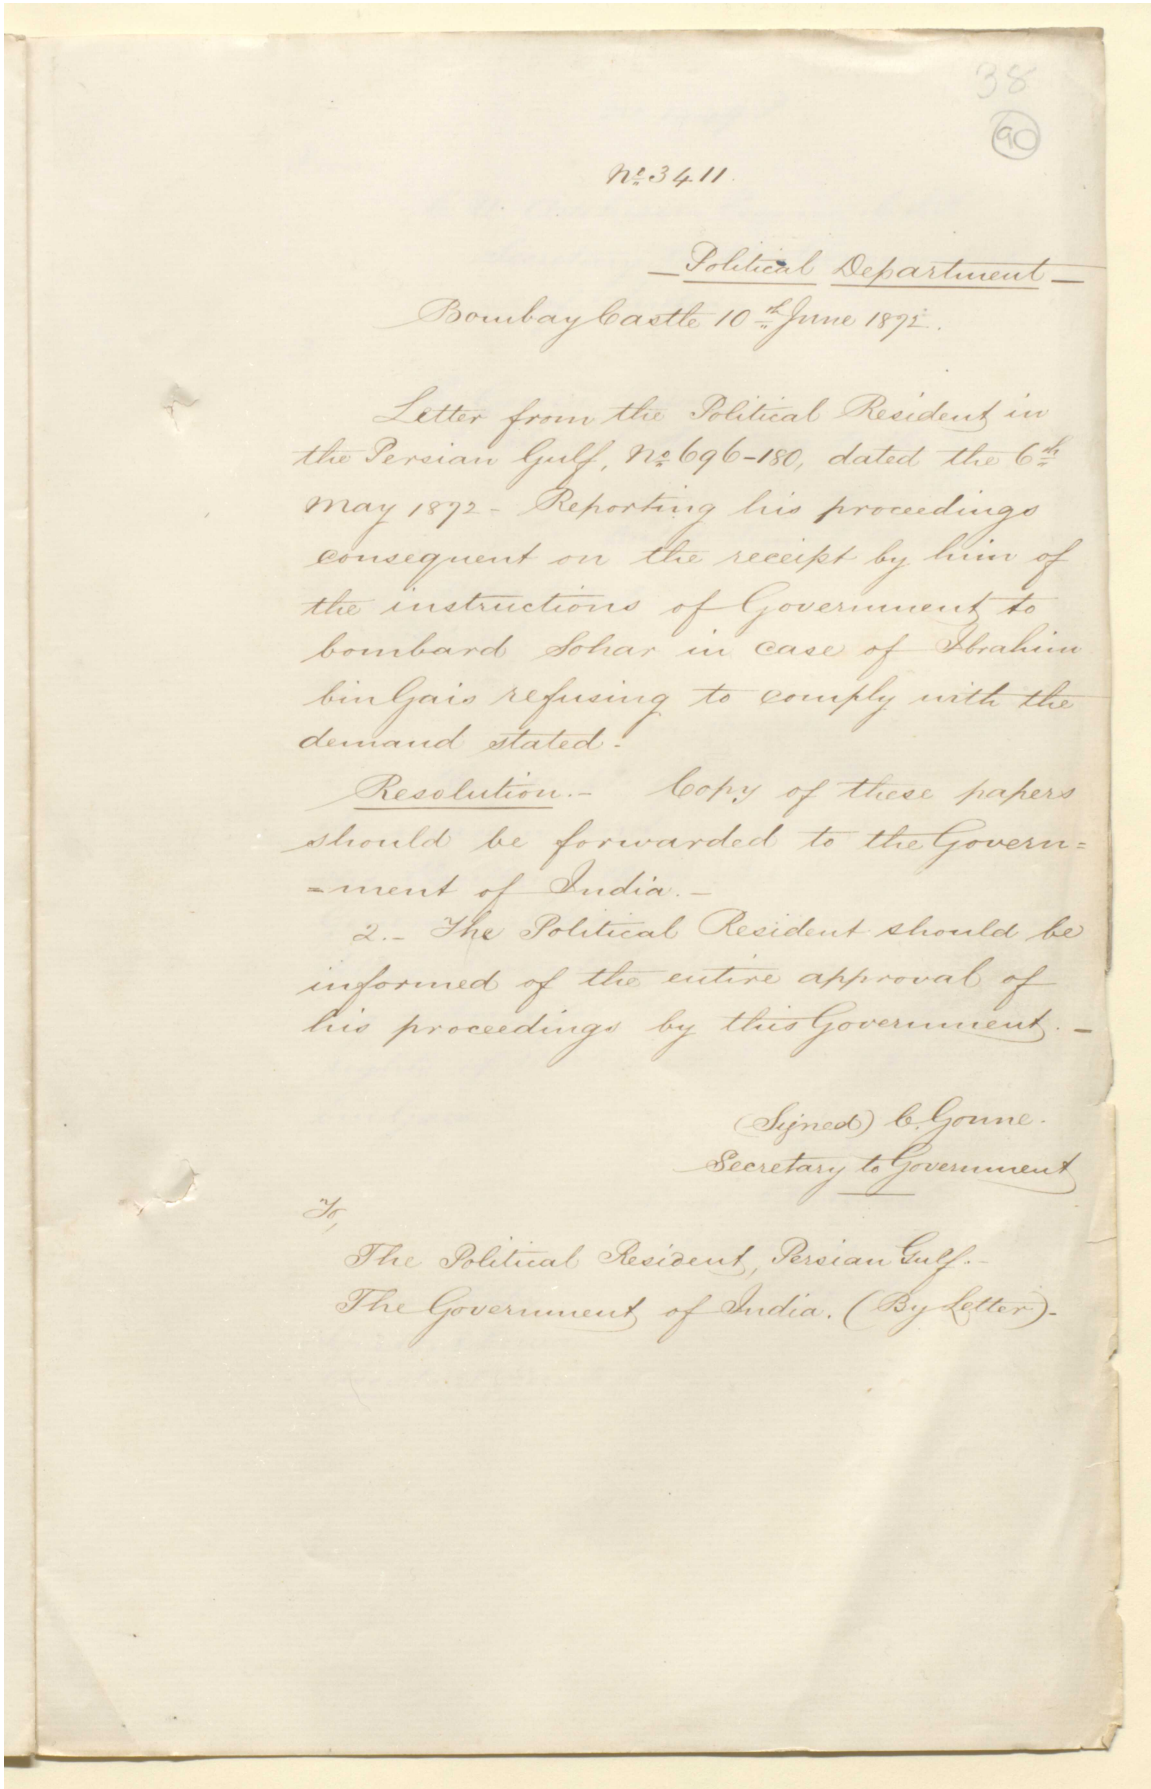 38
90
No. 3411.
Political Department
Bombay Castle 10th June 1872.
Letter from the Political Resident in
the Persian Gulf, No. 696-180, dated the 6th
May 1872 - Reporting his proceedings
consequent on the receipt by him of
the instructions of Government to
bombard Sohar in case of Ibrahim
bin Gais refusing to comply with the
demand stated.
Resolution.- Copy of these papers
should be forwarded to the Govern=
=ment of India.-
2.- The Political Resident should be
informed of the entire approval of
his proceedings by this Government.-
(Signed) C. Gonne.
Secretary to Government
To,
The Political Resident, Persian Gulf.-
The Government of India. (By Letter)-